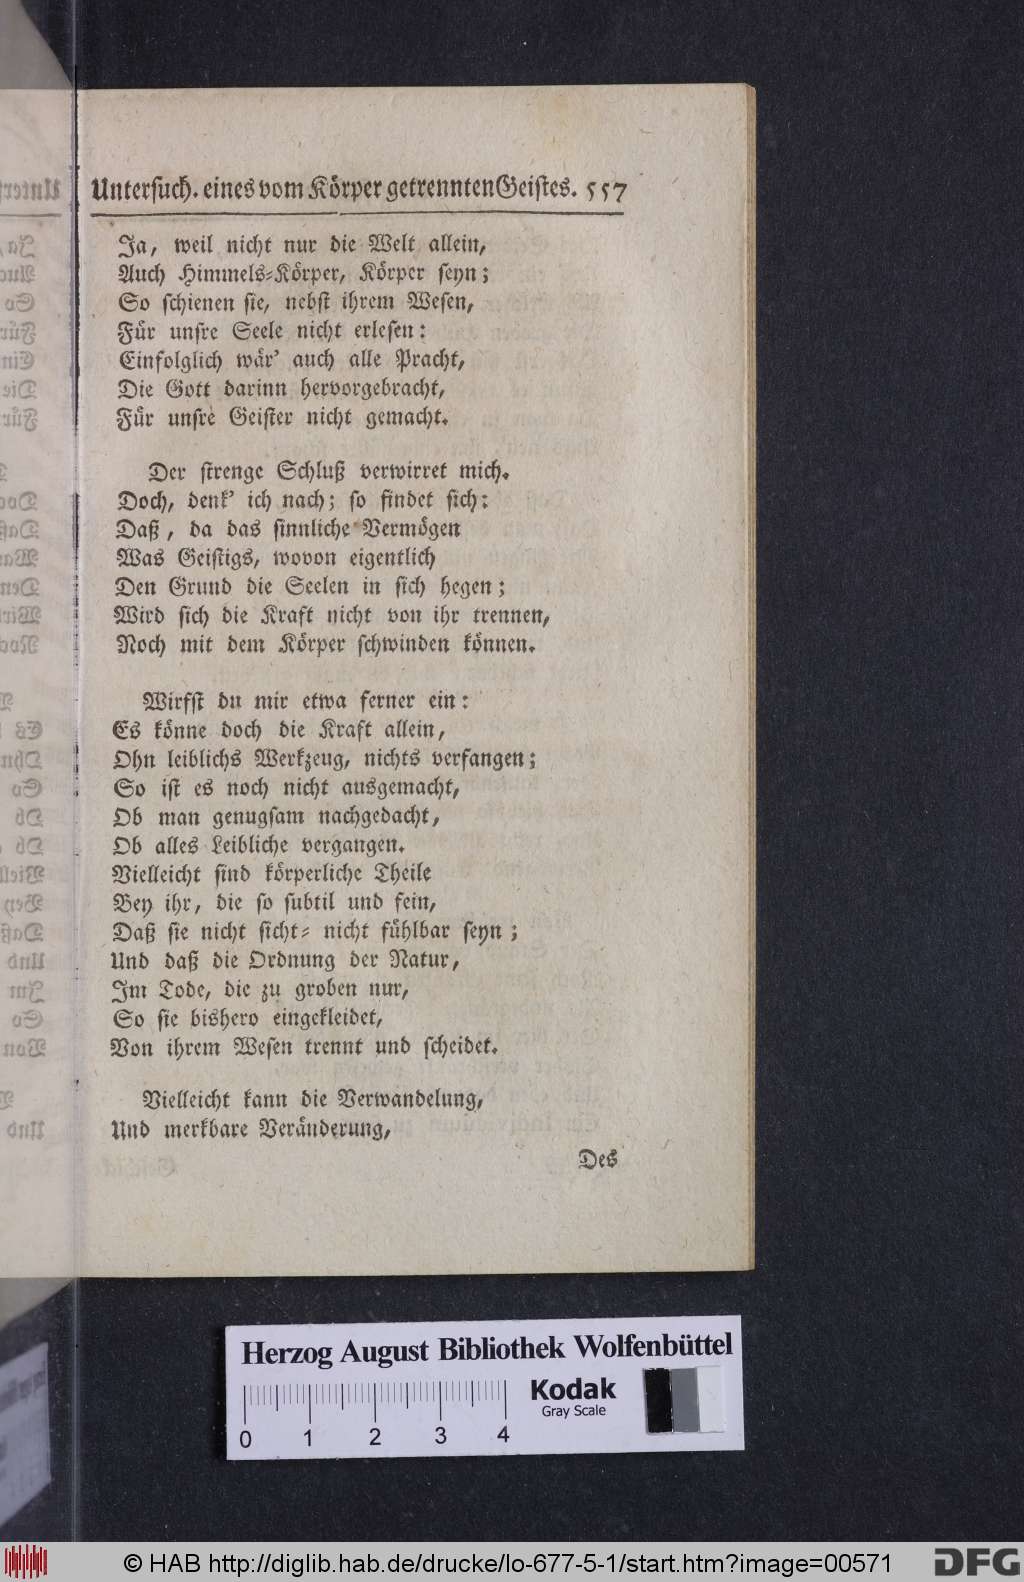 Untersuch. eines vom Körper getrennten Geistes. 557
Ja, weil nicht nur die Welt allein,
Auch Himmels-Körper, Körper seyn;
So schienen sie, nebst ihrem Wesen,
Für unsre Seele nicht erlesen:
Einfolglich wär' auch alle Pracht,
Die Gott darinn hervorgebracht,
Für unsre Geister nicht gemacht.
Der strenge Schluß verwirret mich.
Doch, denk' ich nach; so findet sich:
Daß, da das sinnliche Vermögen
Was Geistigs, wovon eigentlich
Den Grund die Seelen in sich hegen;
Wird sich die Kraft nicht von ihr trennen,
Noch mit dem Körper schwinden können.
Wirfst du mir etwa ferner ein:
Es könne doch die Kraft allein,
Ohn leiblichs Werkzeug, nichts verfangen;
So ist es noch nicht ausgemacht,
Ob man genugsam nachgedacht,
Ob alles Leibliche vergangen.
Vielleicht sind körperliche Theile
Bey ihr, die so subtil und fein,
Daß sie nicht sicht- nicht fühlbar seyn;
Und daß die Ordnung der Natur,
Im Tode, die zu groben nur,
So sie bishero eingekleidet,
Von ihrem Wesen trennt und scheidet.
Vielleicht kann die Verwandelung,
Und merkbare Veränderung,
Des
Herzog August Bibliothek Wolfenbüttel
Kodak
Gray Scale
0 1 2 3 4
© HAB http://diglib.hab.de/drucke/lo-677-5-1/start.htm?image=00571
DFG